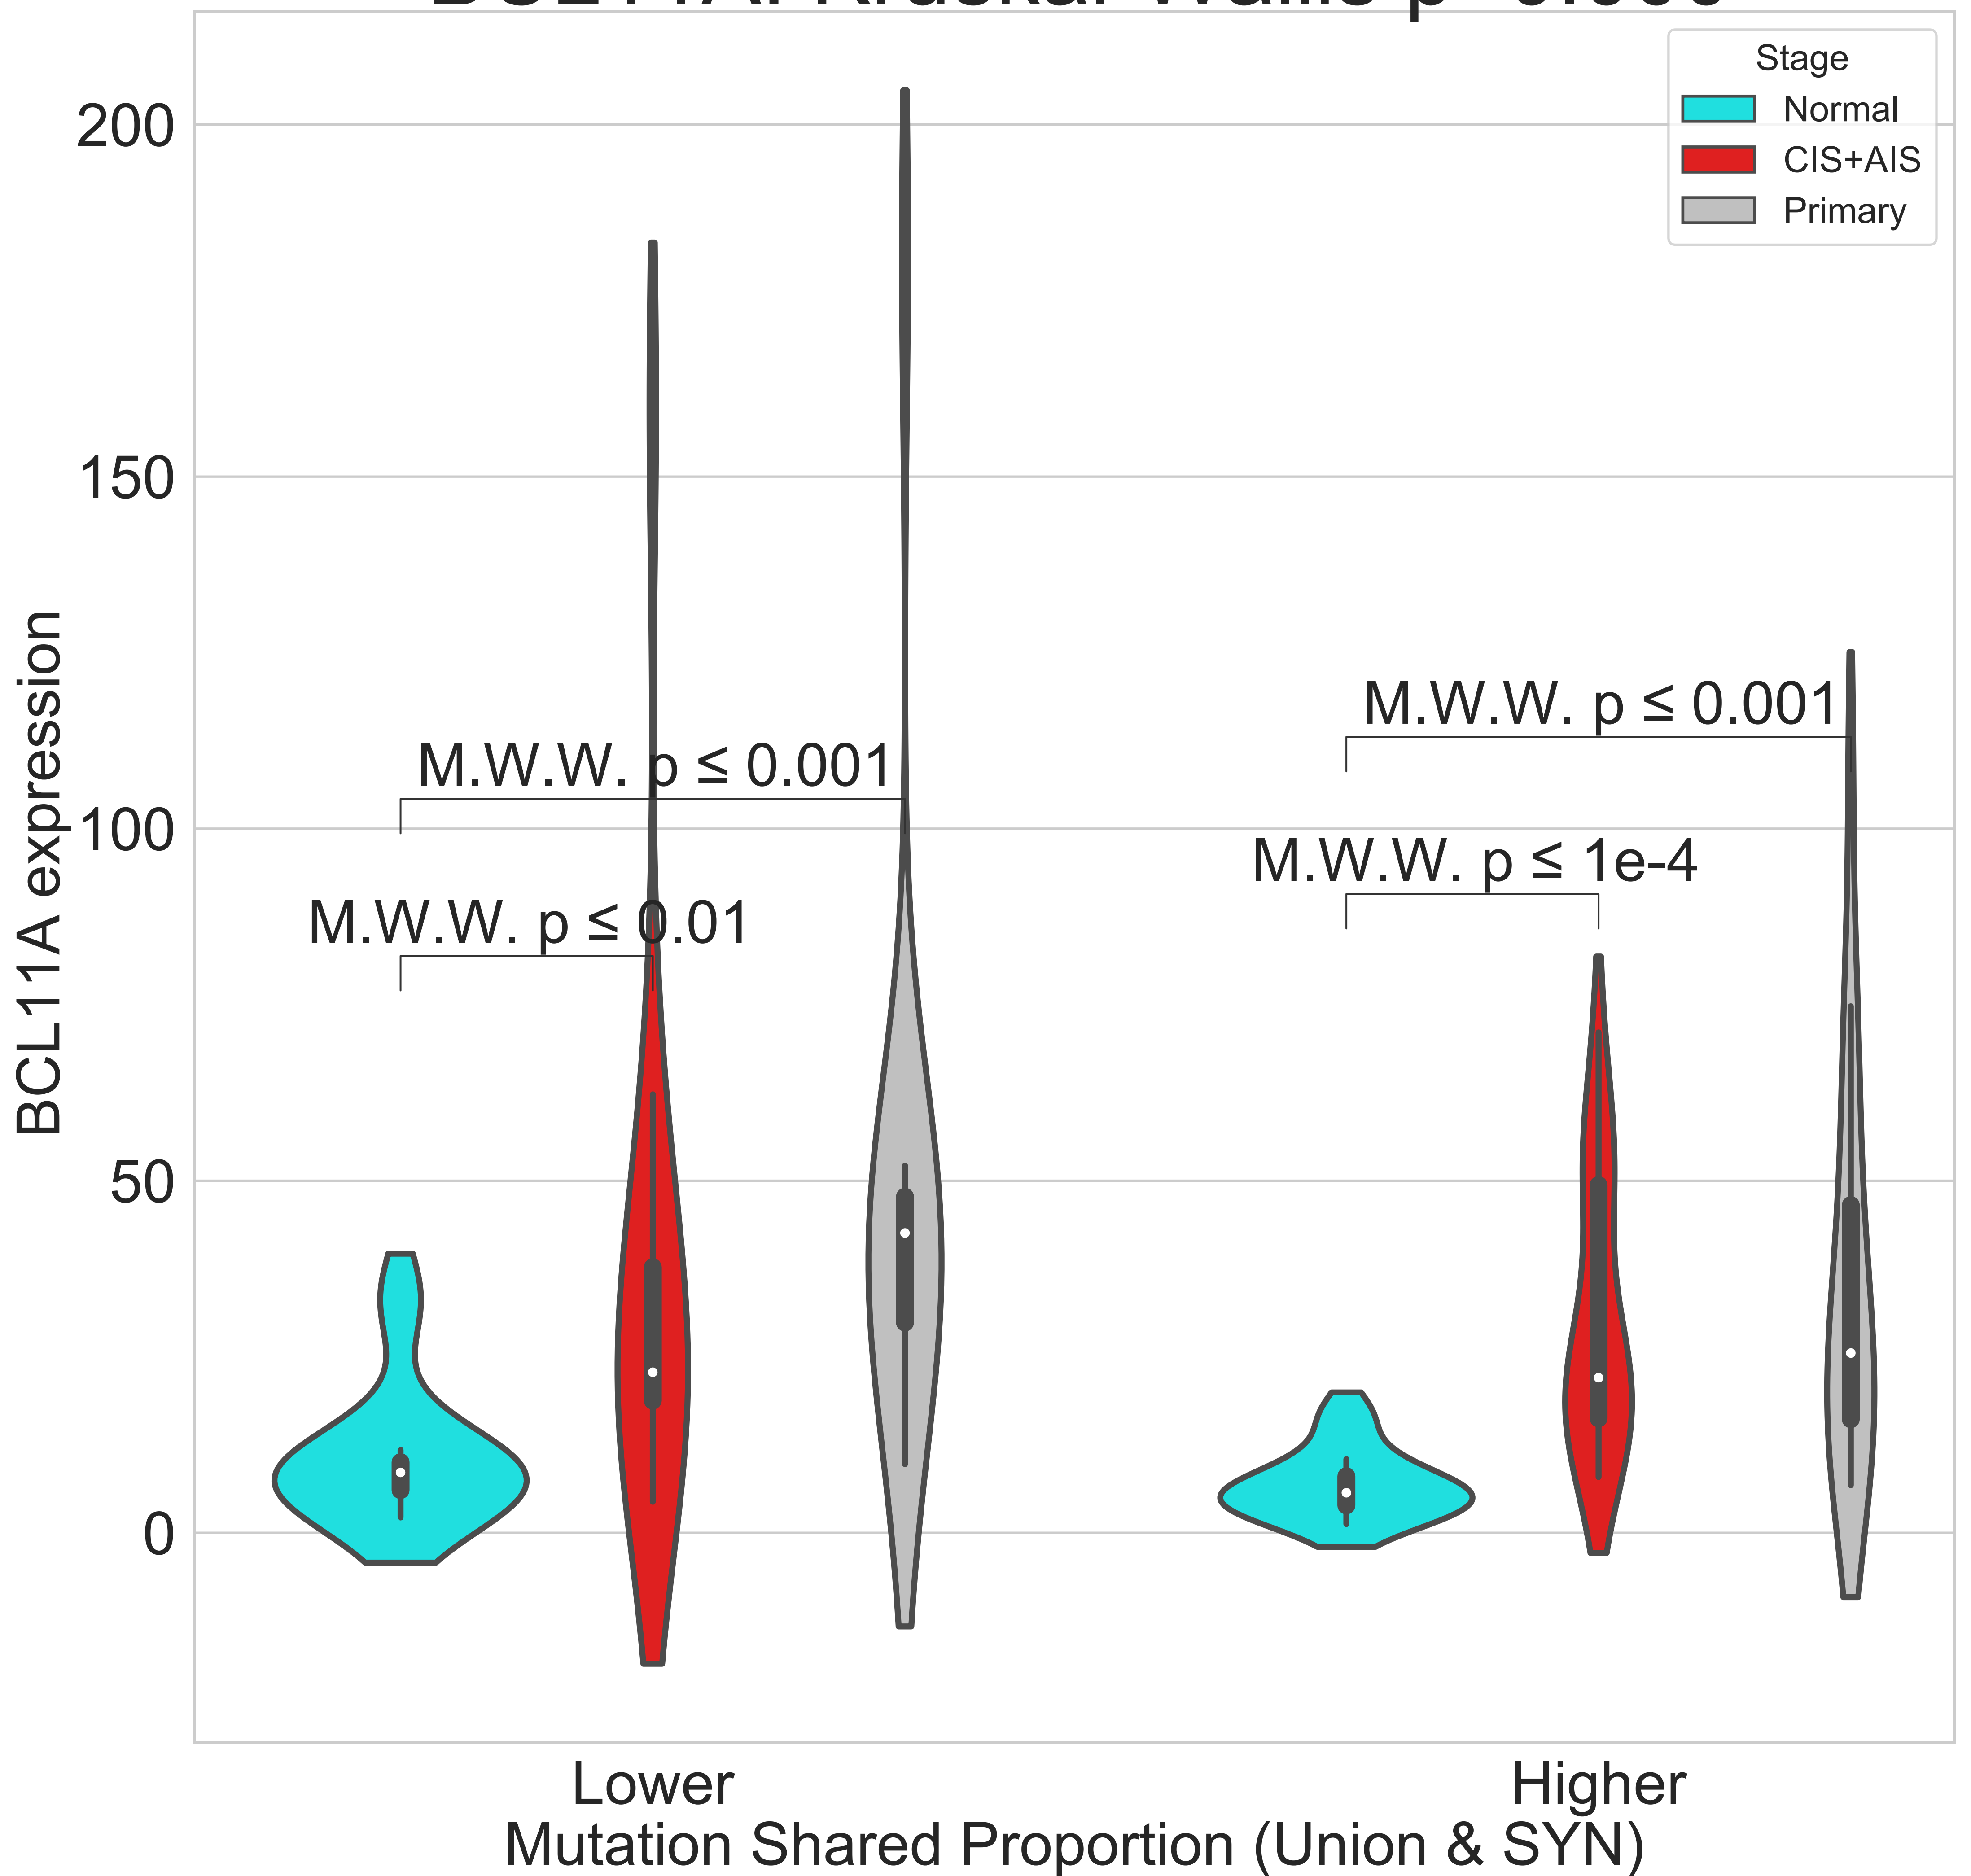 Stage
Normal
CIS+AIS
Primary
200
150
100
50
0
BCL11A expression
M.W.W. p ≤ 0.001
M.W.W. p ≤ 0.01
M.W.W. p ≤ 0.001
M.W.W. p ≤ 1e-4
Lower
Higher
Mutation Shared Proportion (Union & SYN)